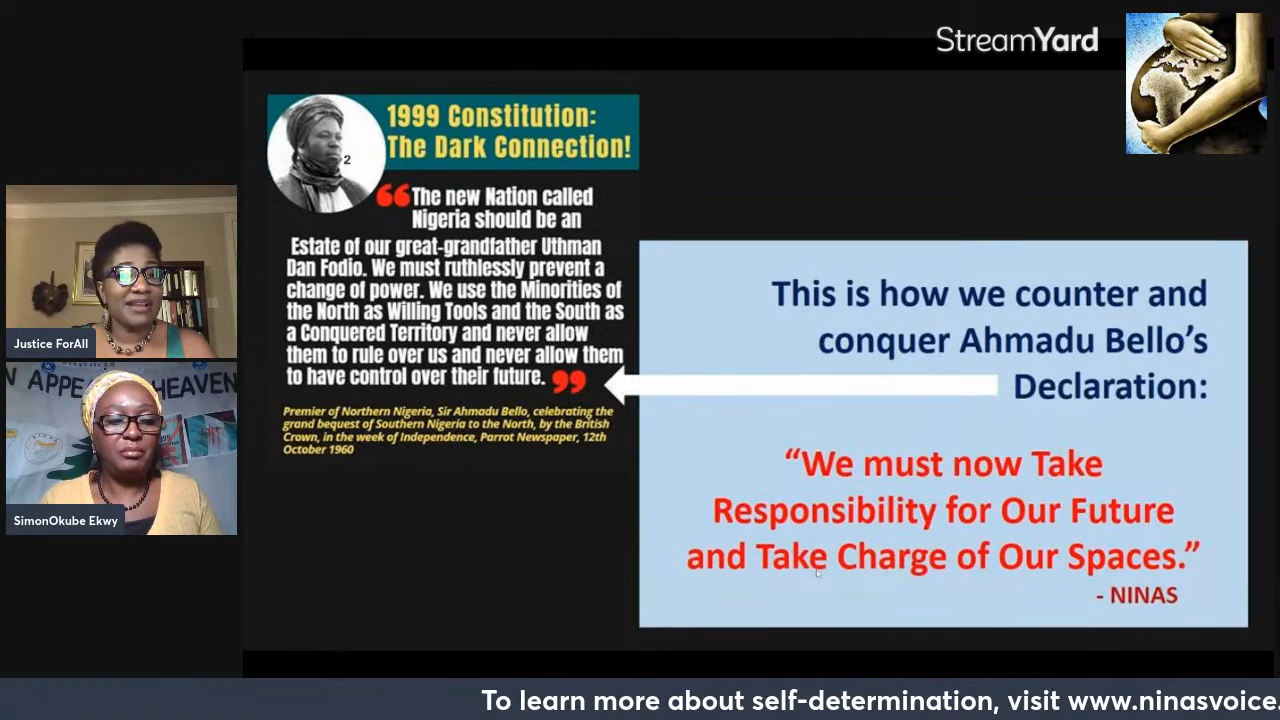 StreamYard
1999 Constitution:
The Dark Connection!
2
“The new Nation called
Nigeria should be an
Estate of our great-grandfather Uthman
Dan Fodio. We must ruthlessly prevent a
change of power. We use the Minorities of
the North as Willing Tools and the South as
a Conquered Territory and never allow
them to rule over us and never allow them
to have control over their future.”
Premier of Northern Nigeria, Sir Ahmadu Bello, celebrating the
grand bequest of Southern Nigeria to the North, by the British
Crown, in the week of Independence, Parrot Newspaper, 12th
October 1960
This is how we counter and
conquer Ahmadu Bello’s
Declaration:
“We must now Take
Responsibility for Our Future
and Take Charge of Our Spaces.”
- NINAS
Justice ForAll
N APPE HEAVEN
SimonOkube Ekwy
To learn more about self-determination, visit www.ninasvoice.